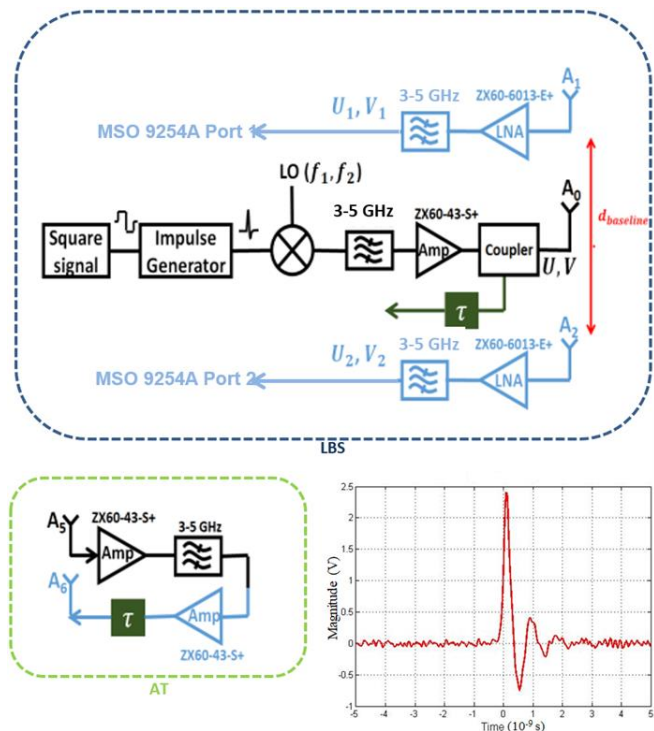 A1
ZX60-6013-E+
3-5 GHz
U1, V1
LNA
MSO 9254A Port 1
LO (f1, f2)
A0
3-5 GHz
ZX60-43-S+
dbaseline
Square
signal
Impulse
Generator
Amp
Coupler
U, V
τ
A2
ZX60-6013-E+
3-5 GHz
U2, V2
LNA
MSO 9254A Port 2
LBS
ZX60-43-S+
3-5 GHz
A5
Amp
A6
τ
Amp
ZX60-43-S+
AT
2.5
2
1.5
1
0.5
0
-0.5
-1
Magnitude (V)
-5 -4 -3 -2 -1 0 1 2 3 4 5
Time (10-9 s)